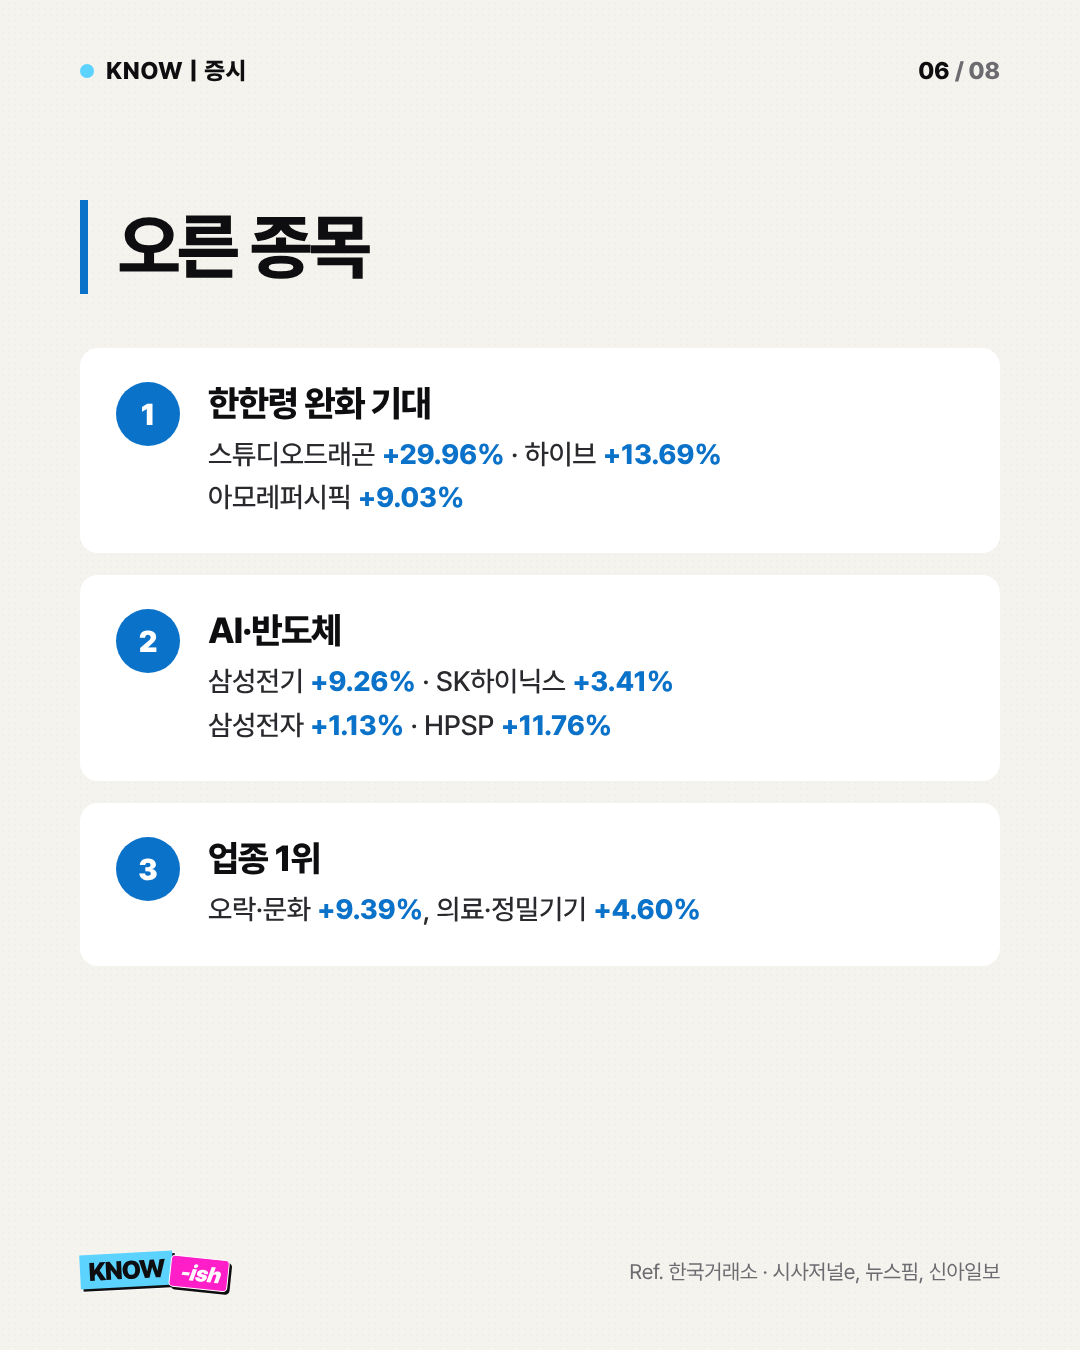 KNOW | 증시
06 / 08
오른 종목
1
한한령 완화 기대
스튜디오드래곤 +29.96% · 하이브 +13.69%
아모레퍼시픽 +9.03%
2
AI·반도체
삼성전기 +9.26% · SK하이닉스 +3.41%
삼성전자 +1.13% · HPSP +11.76%
3
업종 1위
오락·문화 +9.39%, 의료·정밀기기 +4.60%
KNOW -ish
Ref. 한국거래소 · 시사저널e, 뉴스핌, 신아일보